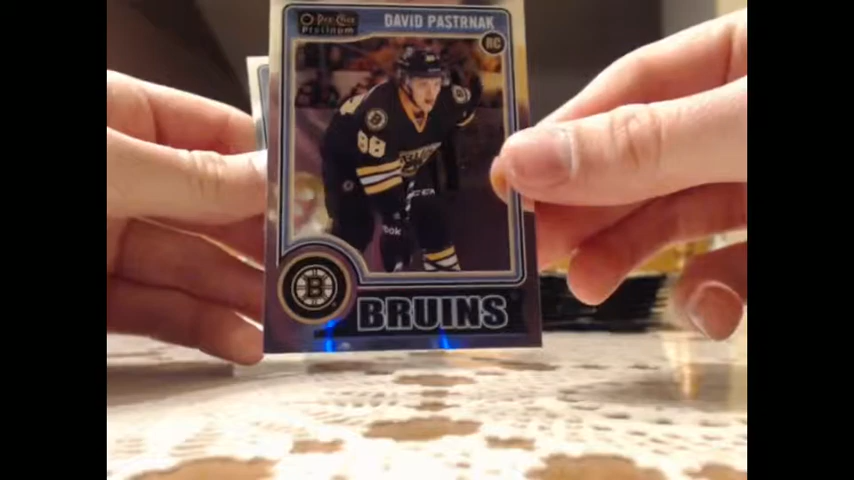 O-Pee-Chee
Platinum
DAVID PASTRNAK
RC
88
B
BRUINS